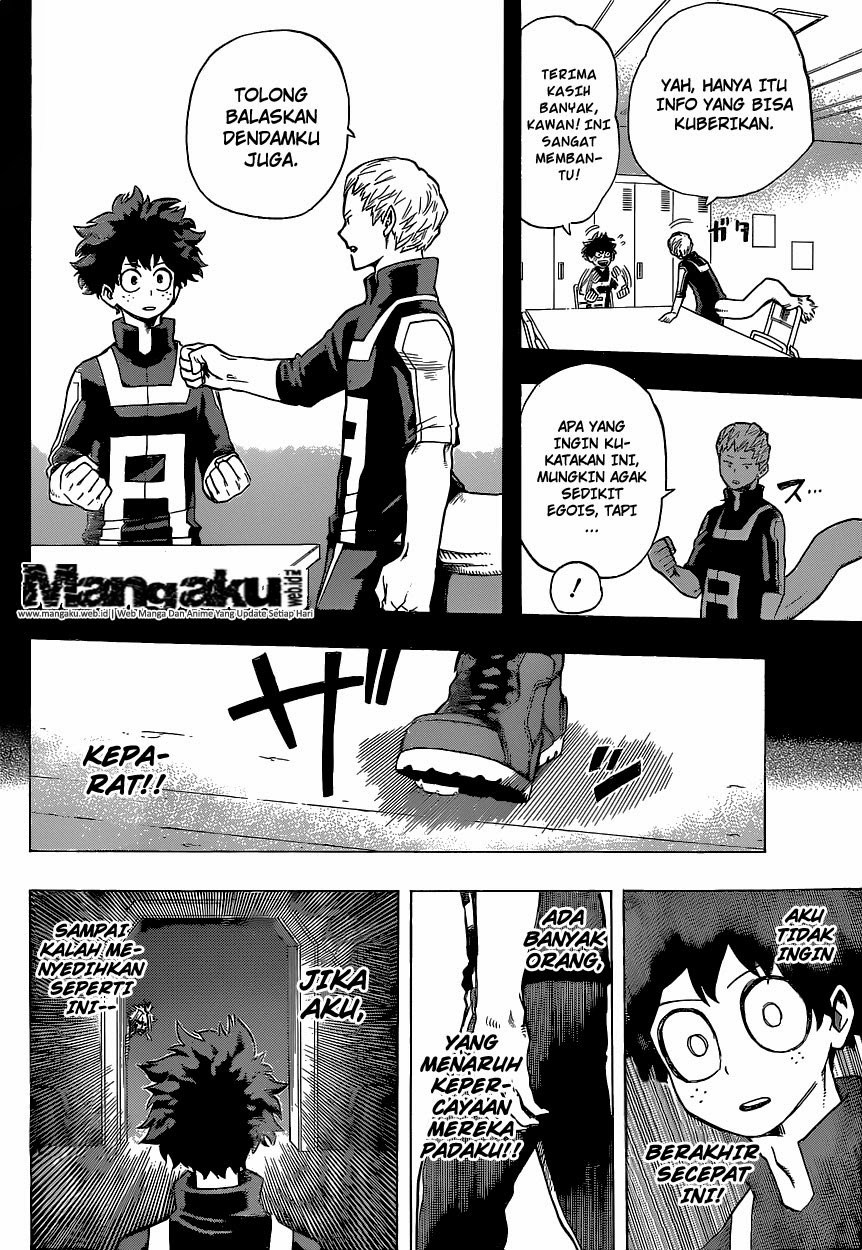 YAH, HANYA ITU
INFO YANG BISA
KUBERIKAN.
TERIMA
KASIH
BANYAK,
KAWAN! INI
SANGAT
MEMBAN-
TU!
ガタ
APA YANG
INGIN KU-
KATAKAN INI,
MUNGKIN AGAK
SEDIKIT
EGOIS, TAPI
...
!
ス...
TOLONG
BALASKAN
DENDAMKU
JUGA.
Mangaku
www.mangaku.web.id | Web Manga Dan Anime Yang Update Setiap Hari
KEPA-
RAT!!
AKU
TIDAK
INGIN
BERAKHIR
SECEPAT
INI!
ADA
BANYAK
ORANG,
YANG
MENARUH
KEPER-
CAYAAN
MEREKA
PADAKU!!
JIKA
AKU,
SAMPAI
KALAH ME-
NYEDIHKAN
SEPERTI
INI--